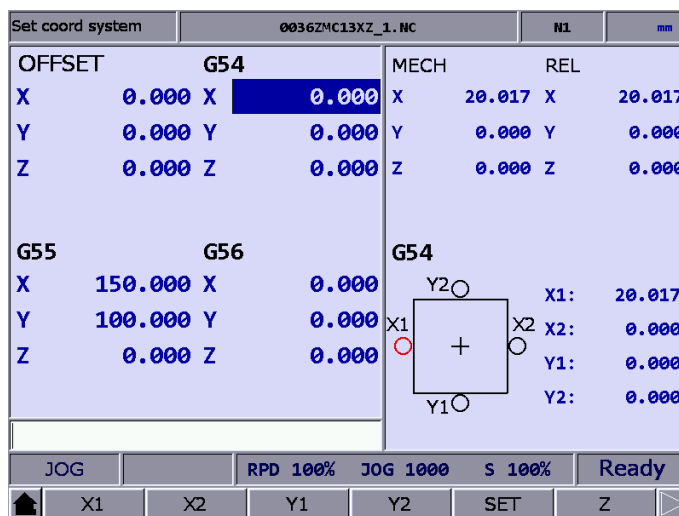 Set coord system 0036ZMC13XZ_1.NC N1 mm
OFFSET G54 MECH REL
X 0.000 X 0.000 X 20.017 X 20.017
Y 0.000 Y 0.000 Y 0.000 Y 0.000
Z 0.000 Z 0.000 Z 0.000 Z 0.000
G55 G56 G54
X 150.000 X 0.000
Y 100.000 Y 0.000
Z 0.000 Z 0.000
Y2
X1 X2
Y1
X1: 20.017
X2: 0.000
Y1: 0.000
Y2: 0.000
JOG RPD 100% JOG 1000 S 100% Ready
X1 X2 Y1 Y2 SET Z